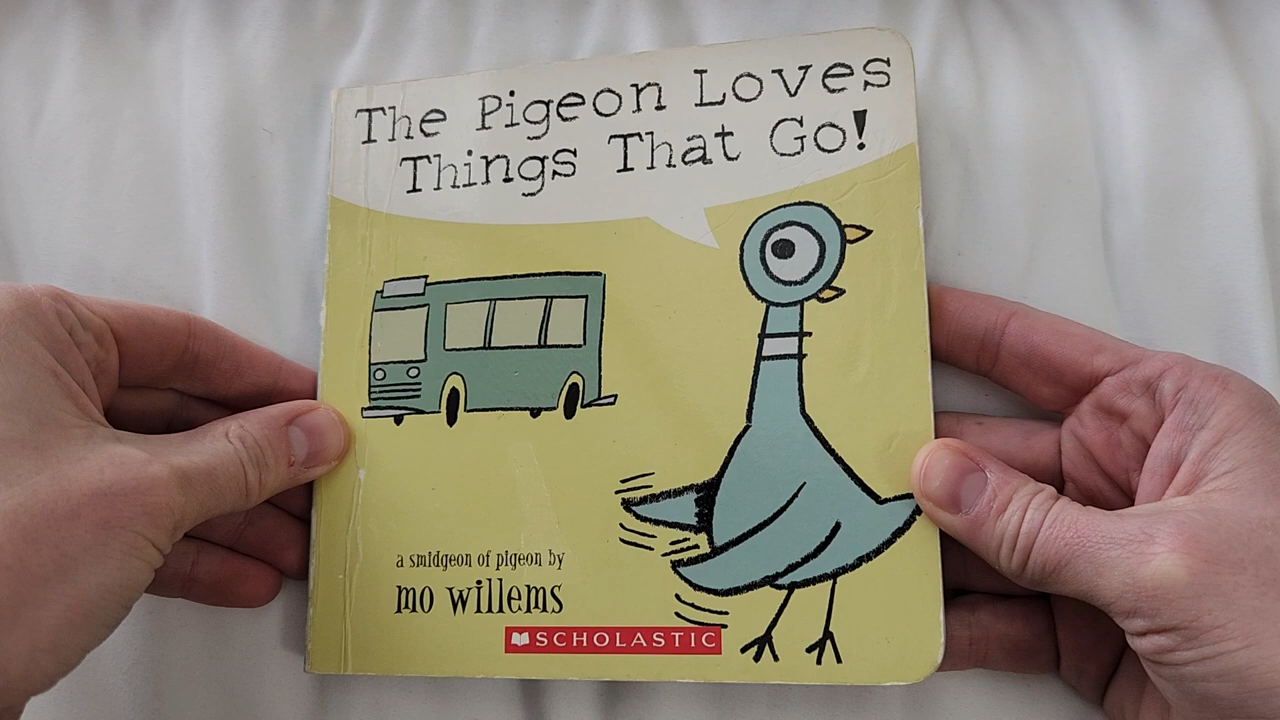 The Pigeon Loves
Things That Go!
a smidgeon of pigeon by
mo willems
SCHOLASTIC